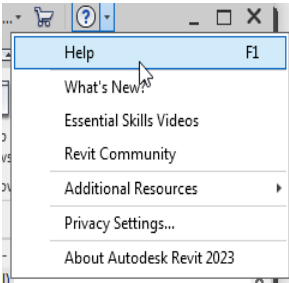 Help F1
What's New?
Essential Skills Videos
Revit Community
Additional Resources
Privacy Settings...
About Autodesk Revit 2023